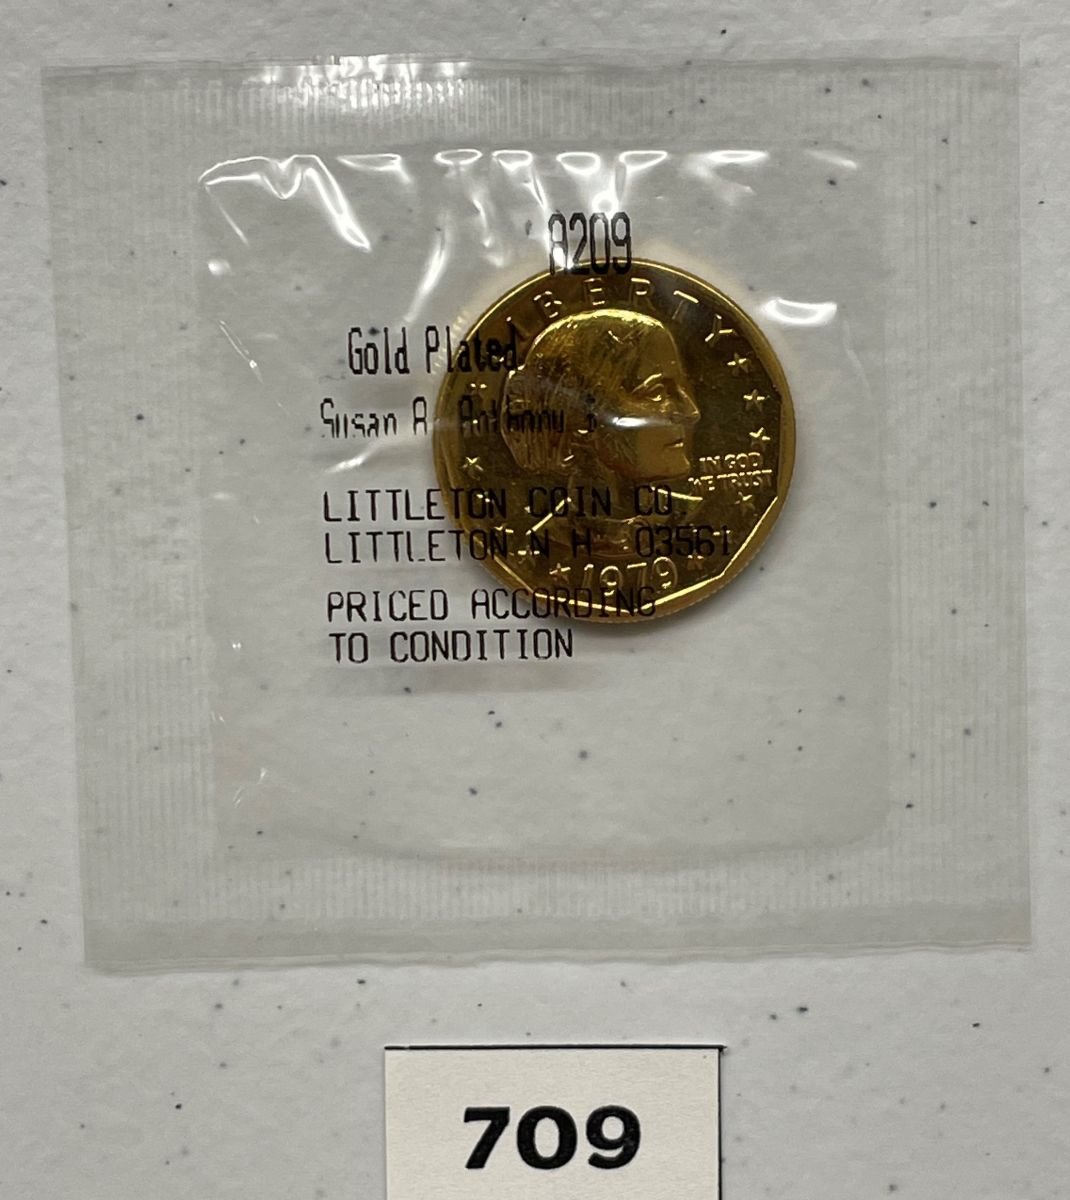 A209
Gold Plated
Susan B. Anthony $
LITTLETON COIN CO.
LITTLETON N H 03561
PRICED ACCORDING
TO CONDITION
LIBERTY
IN GOD
WE TRUST
1979
709